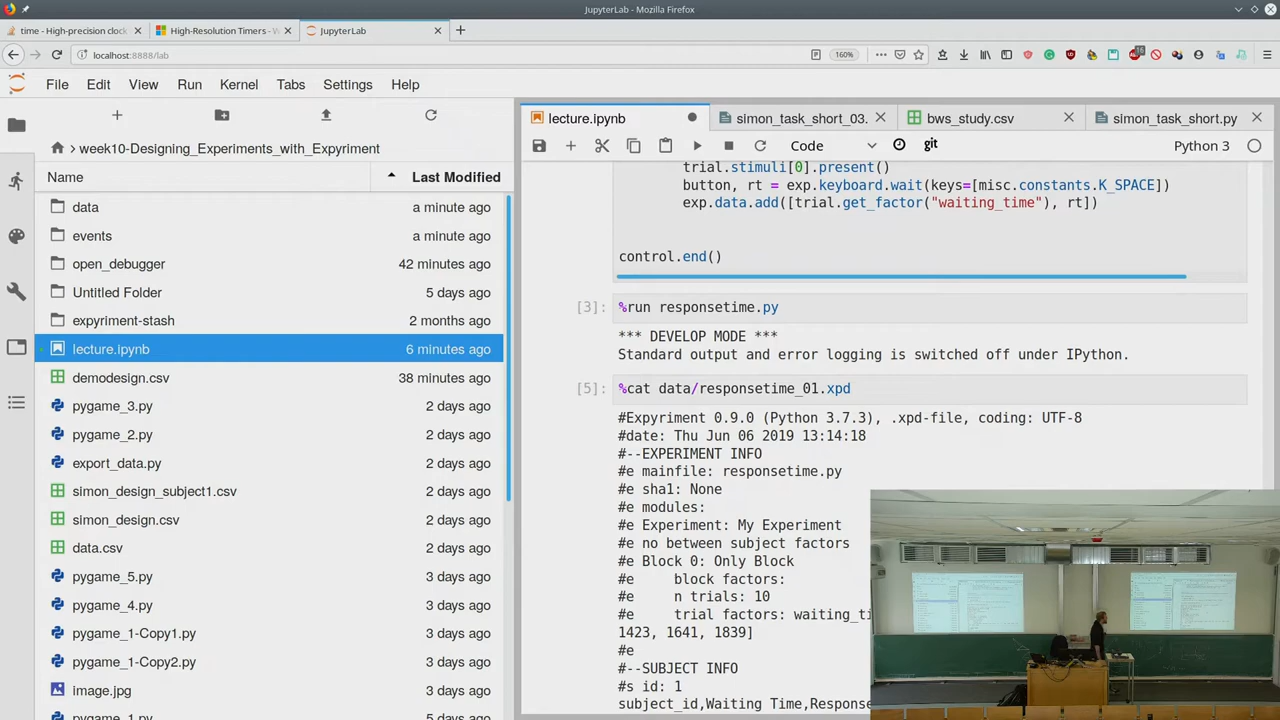 JupyterLab - Mozilla Firefox
time - High-precision clock
High-Resolution Timers - W
JupyterLab
localhost:8888/lab
160%
16
File Edit View Run Kernel Tabs Settings Help
week10-Designing_Experiments_with_Expyriment
Name Last Modified
data a minute ago
events a minute ago
open_debugger 42 minutes ago
Untitled Folder 5 days ago
expyriment-stash 2 months ago
lecture.ipynb 6 minutes ago
demodesign.csv 38 minutes ago
pygame_3.py 2 days ago
pygame_2.py 2 days ago
export_data.py 2 days ago
simon_design_subject1.csv 2 days ago
simon_design.csv 2 days ago
data.csv 2 days ago
pygame_5.py 3 days ago
pygame_4.py 3 days ago
pygame_1-Copy1.py 3 days ago
pygame_1-Copy2.py 3 days ago
image.jpg 3 days ago
pygame_1.py 5 days ago
lecture.ipynb
simon_task_short_03.
bws_study.csv
simon_task_short.py
Code
git
Python 3
trial.stimuli[0].present()
button, rt = exp.keyboard.wait(keys=[misc.constants.K_SPACE])
exp.data.add([trial.get_factor("waiting_time"), rt])
control.end()
[3]: %run responsetime.py
*** DEVELOP MODE ***
Standard output and error logging is switched off under IPython.
[5]: %cat data/responsetime_01.xpd
#Expyriment 0.9.0 (Python 3.7.3), .xpd-file, coding: UTF-8
#date: Thu Jun 06 2019 13:14:18
#--EXPERIMENT INFO
#e mainfile: responsetime.py
#e sha1: None
#e modules:
#e Experiment: My Experiment
#e no between subject factors
#e Block 0: Only Block
#e block factors:
#e n trials: 10
#e trial factors: waiting_ti
1423, 1641, 1839]
#e
#--SUBJECT INFO
#s id: 1
subject_id,Waiting Time,Respons